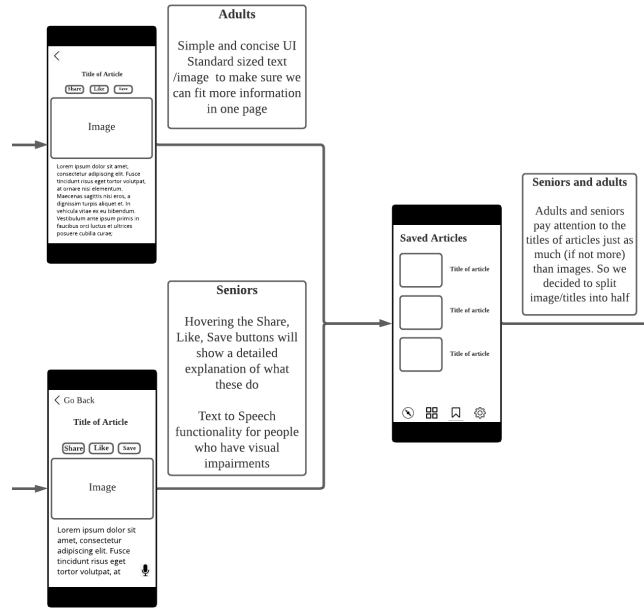 Title of Article
Share Like Save
Image
Lorem ipsum dolor sit amet,
consectetur adipiscing elit. Fusce
tincidunt risus eget tortor volutpat,
at ornare nisi elementum.
Maecenas sagittis nisi eros, a
dignissim turpis aliquet et. In
vehicula vitae ex eu bibendum.
Vestibulum ante ipsum primis in
faucibus orci luctus et ultrices
posuere cubilia curae;
Adults
Simple and concise UI
Standard sized text
/image to make sure we
can fit more information
in one page
Go Back
Title of Article
Share Like Save
Image
Lorem ipsum dolor sit
amet, consectetur
adipiscing elit. Fusce
tincidunt risus eget
tortor volutpat, at
Seniors
Hovering the Share,
Like, Save buttons will
show a detailed
explanation of what
these do
Text to Speech
functionality for people
who have visual
impairments
Saved Articles
Title of article
Title of article
Title of article
Seniors and adults
Adults and seniors
pay attention to the
titles of articles just as
much (if not more)
than images. So we
decided to split
image/titles into half